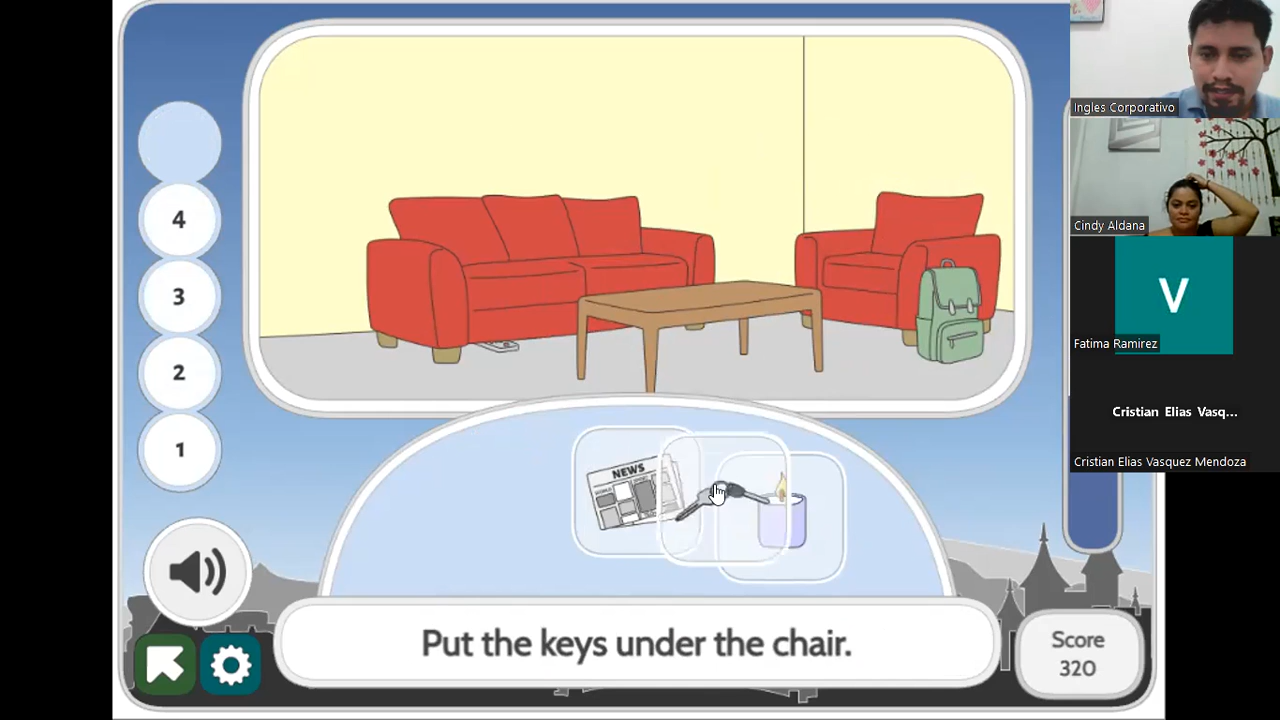 4
3
2
1
NEWS
Put the keys under the chair.
Score
320
Ingles Corporativo
Cindy Aldana
V
Fatima Ramirez
Cristian Elias Vasq...
Cristian Elias Vasquez Mendoza